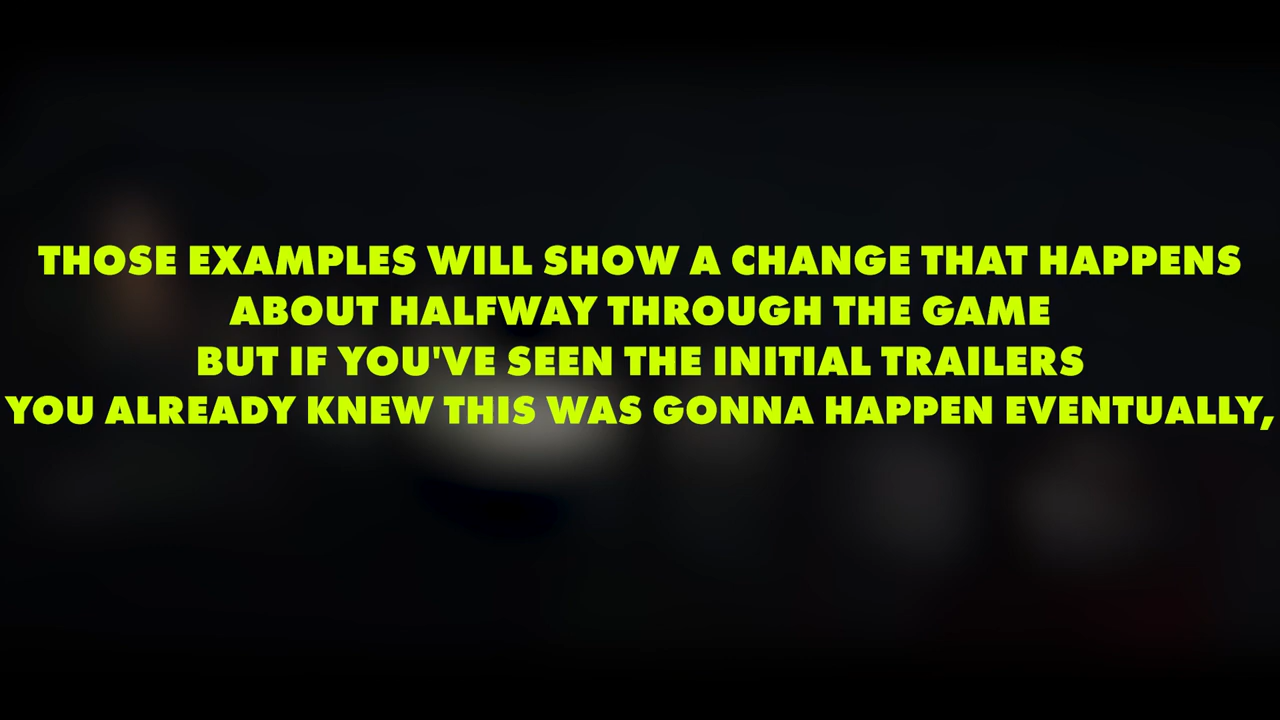 THOSE EXAMPLES WILL SHOW A CHANGE THAT HAPPENS
ABOUT HALFWAY THROUGH THE GAME
BUT IF YOU'VE SEEN THE INITIAL TRAILERS
YOU ALREADY KNEW THIS WAS GONNA HAPPEN EVENTUALLY,